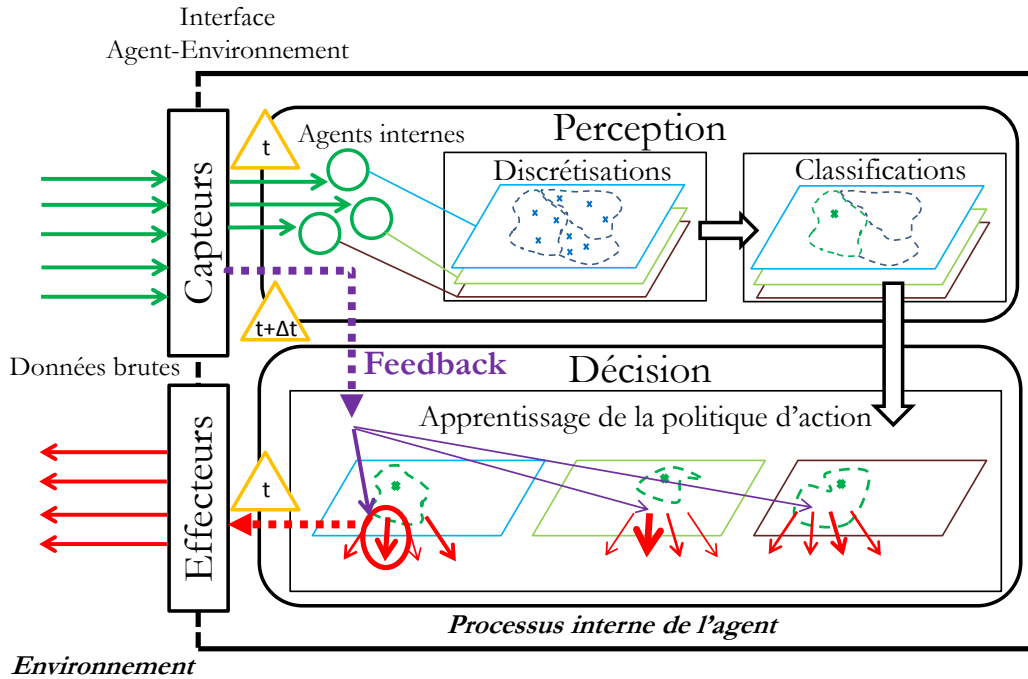 Interface
Agent-Environnement
Capteurs
t
Agents internes
Perception
Discrétisations
Classifications
t+Δt
Données brutes
Feedback
Décision
Apprentissage de la politique d'action
Effecteurs
t
Processus interne de l'agent
Environnement